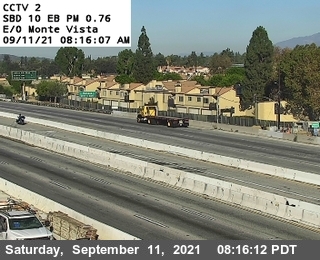 CCTV 2
SBD 10 EB PM 0.76
E/O Monte Vista
09/11/21 08:16:07 AM
Saturday, September 11, 2021 08:16:12 PDT